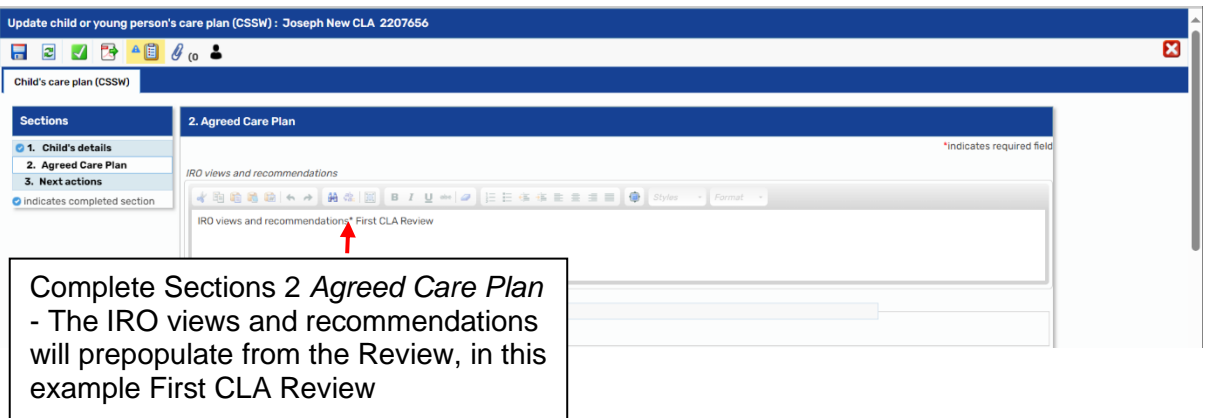 Update child or young person's care plan (CSSW) : Joseph New CLA 2207656
(0
Child's care plan (CSSW)
Sections
1. Child's details
2. Agreed Care Plan
3. Next actions
indicates completed section
2. Agreed Care Plan
*indicates required field
IRO views and recommendations
B I U abc Styles Format
IRO views and recommendations* First CLA Review
Complete Sections 2 Agreed Care Plan
- The IRO views and recommendations
will prepopulate from the Review, in this
example First CLA Review